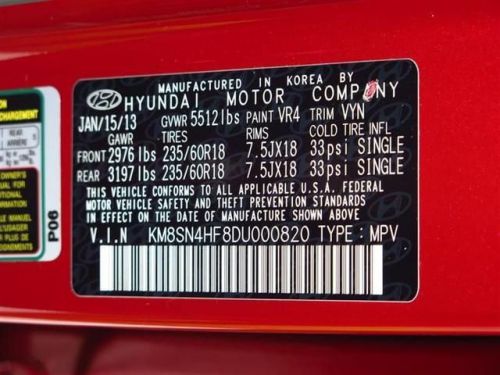 MANUFACTURED IN KOREA BY
HYUNDAI MOTOR COMPANY
JAN/15/13 GVWR 5512lbs PAINT VR4 TRIM VYN
GAWR TIRES RIMS COLD TIRE INFL
FRONT 2976 lbs 235/60R18 7.5JX18 33psi SINGLE
REAR 3197 lbs 235/60R18 7.5JX18 33psi SINGLE
THIS VEHICLE CONFORMS TO ALL APPLICABLE U.S.A. FEDERAL
MOTOR VEHICLE SAFETY AND THEFT PREVENTION STANDARDS
IN EFFECT ON THE DATE OF MANUFACTURE SHOWN ABOVE.
V.I.N KM8SN4HF8DU000820 TYPE : MPV
REAR
P06